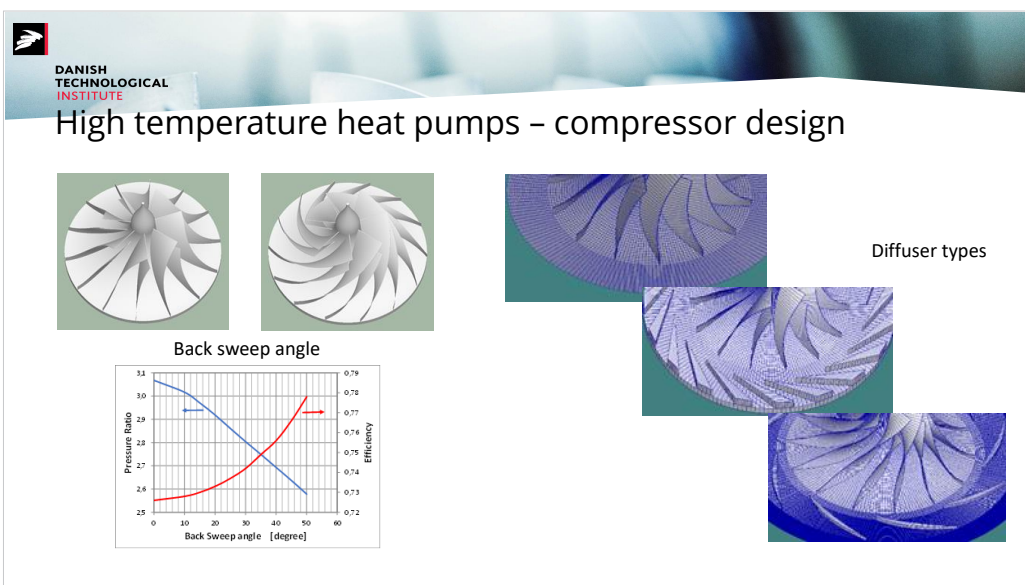 DANISH
TECHNOLOGICAL
INSTITUTE
High temperature heat pumps – compressor design
Diffuser types
Back sweep angle
3,1
3,0
2,9
2,8
2,7
2,6
2,5
Pressure Ratio
0,79
0,78
0,77
0,76
0,75
0,74
0,73
0,72
Efficiency
0 10 20 30 40 50 60
Back Sweep angle [degree]